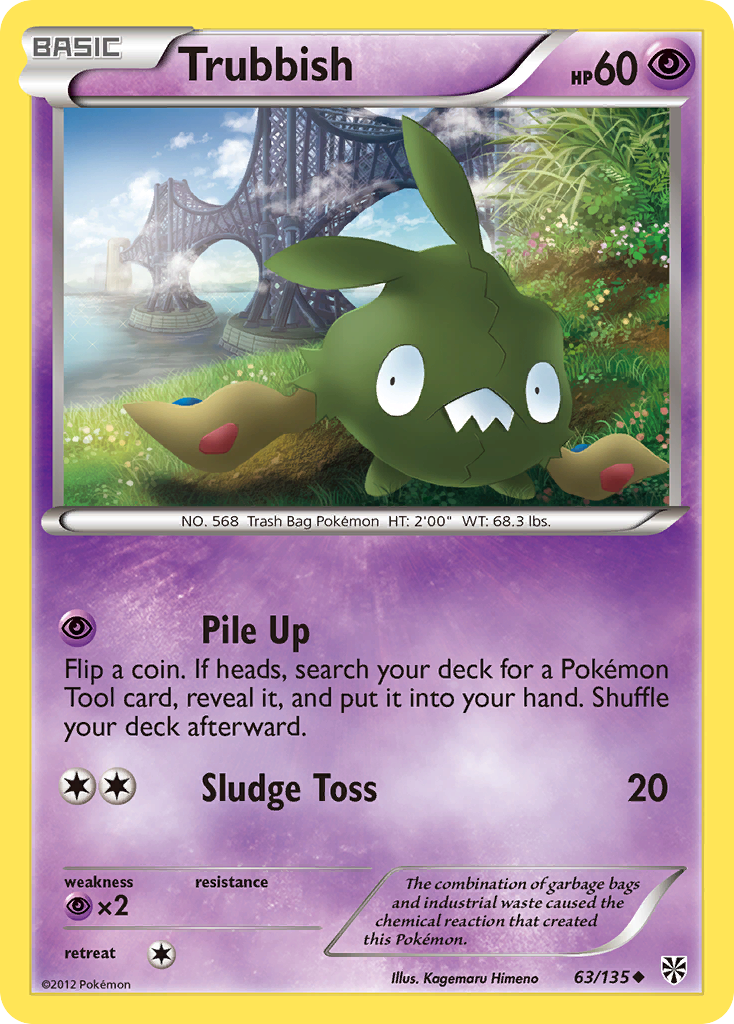 BASIC
Trubbish
HP60
NO. 568 Trash Bag Pokémon HT: 2'00" WT: 68.3 lbs.
Pile Up
Flip a coin. If heads, search your deck for a Pokémon
Tool card, reveal it, and put it into your hand. Shuffle
your deck afterward.
Sludge Toss 20
weakness resistance
×2
The combination of garbage bags
and industrial waste caused the
chemical reaction that created
this Pokémon.
retreat
©2012 Pokémon
Illus. Kagemaru Himeno
63/135